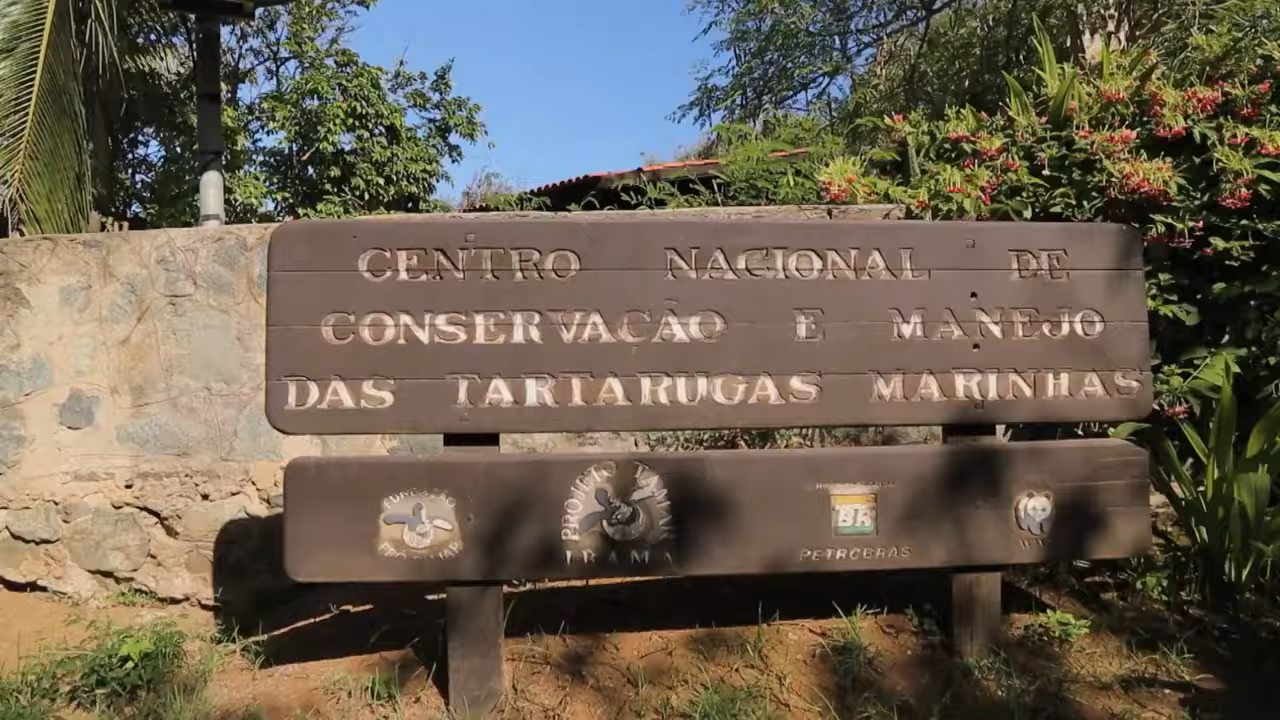 CENTRO NACIONAL DE
CONSERVAÇÃO E MANEJO
DAS TARTARUGAS MARINHAS
PROJETO TAMAR
IBAMA
BR
PETROBRAS